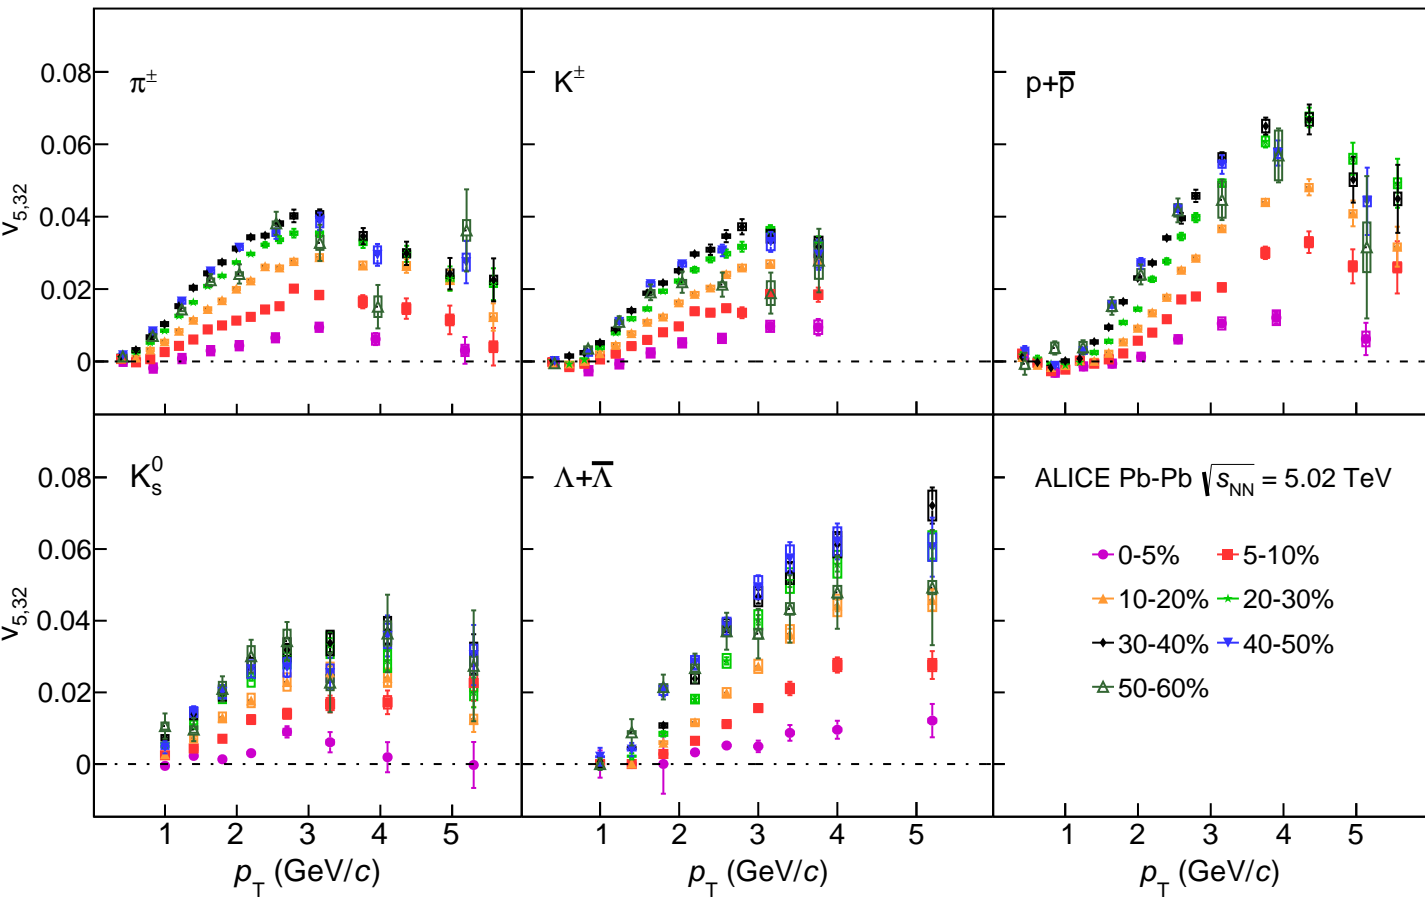 π± K± p+p̅
v5,32
0.08
0.06
0.04
0.02
0
K⁰s Λ+Λ̅ ALICE Pb-Pb √sNN = 5.02 TeV
v5,32
0.08
0.06
0.04
0.02
0
0-5% 5-10%
10-20% 20-30%
30-40% 40-50%
50-60%
1 2 3 4 5 1 2 3 4 5 1 2 3 4 5
pT (GeV/c) pT (GeV/c) pT (GeV/c)